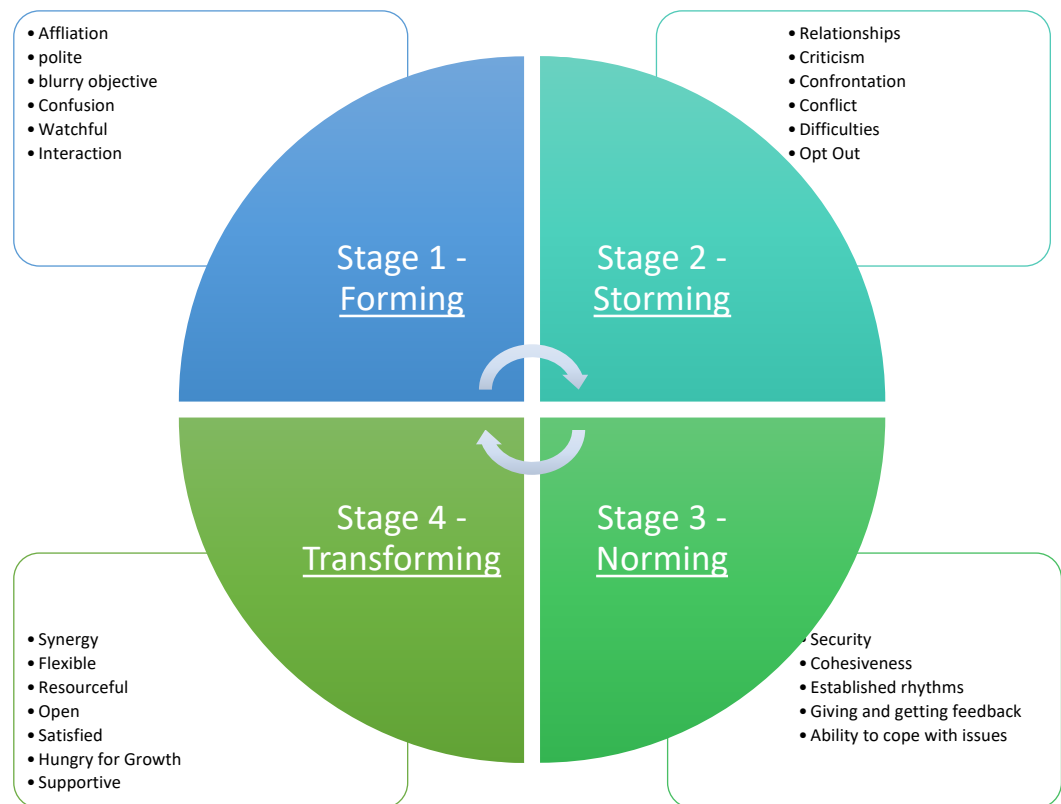 • Affliation
• polite
• blurry objective
• Confusion
• Watchful
• Interaction
• Relationships
• Criticism
• Confrontation
• Conflict
• Difficulties
• Opt Out
Stage 1 -
Forming
Stage 2 -
Storming
Stage 4 -
Transforming
Stage 3 -
Norming
• Synergy
• Flexible
• Resourceful
• Open
• Satisfied
• Hungry for Growth
• Supportive
• Security
• Cohesiveness
• Established rhythms
• Giving and getting feedback
• Ability to cope with issues